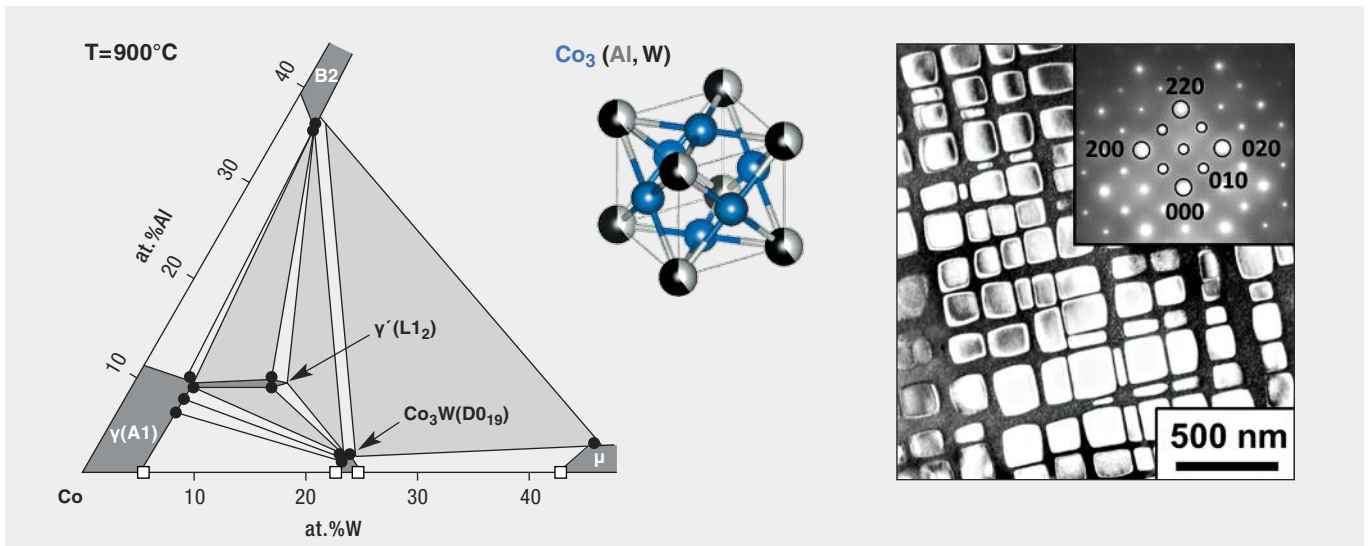 T=900°C
40
B2
30
at.%Al
20
10
γ´(L1₂)
Co₃W(D0₁₉)
γ(A1)
μ
Co
10
20
30
40
at.%W
Co₃ (Al, W)
220
200
020
010
000
500 nm